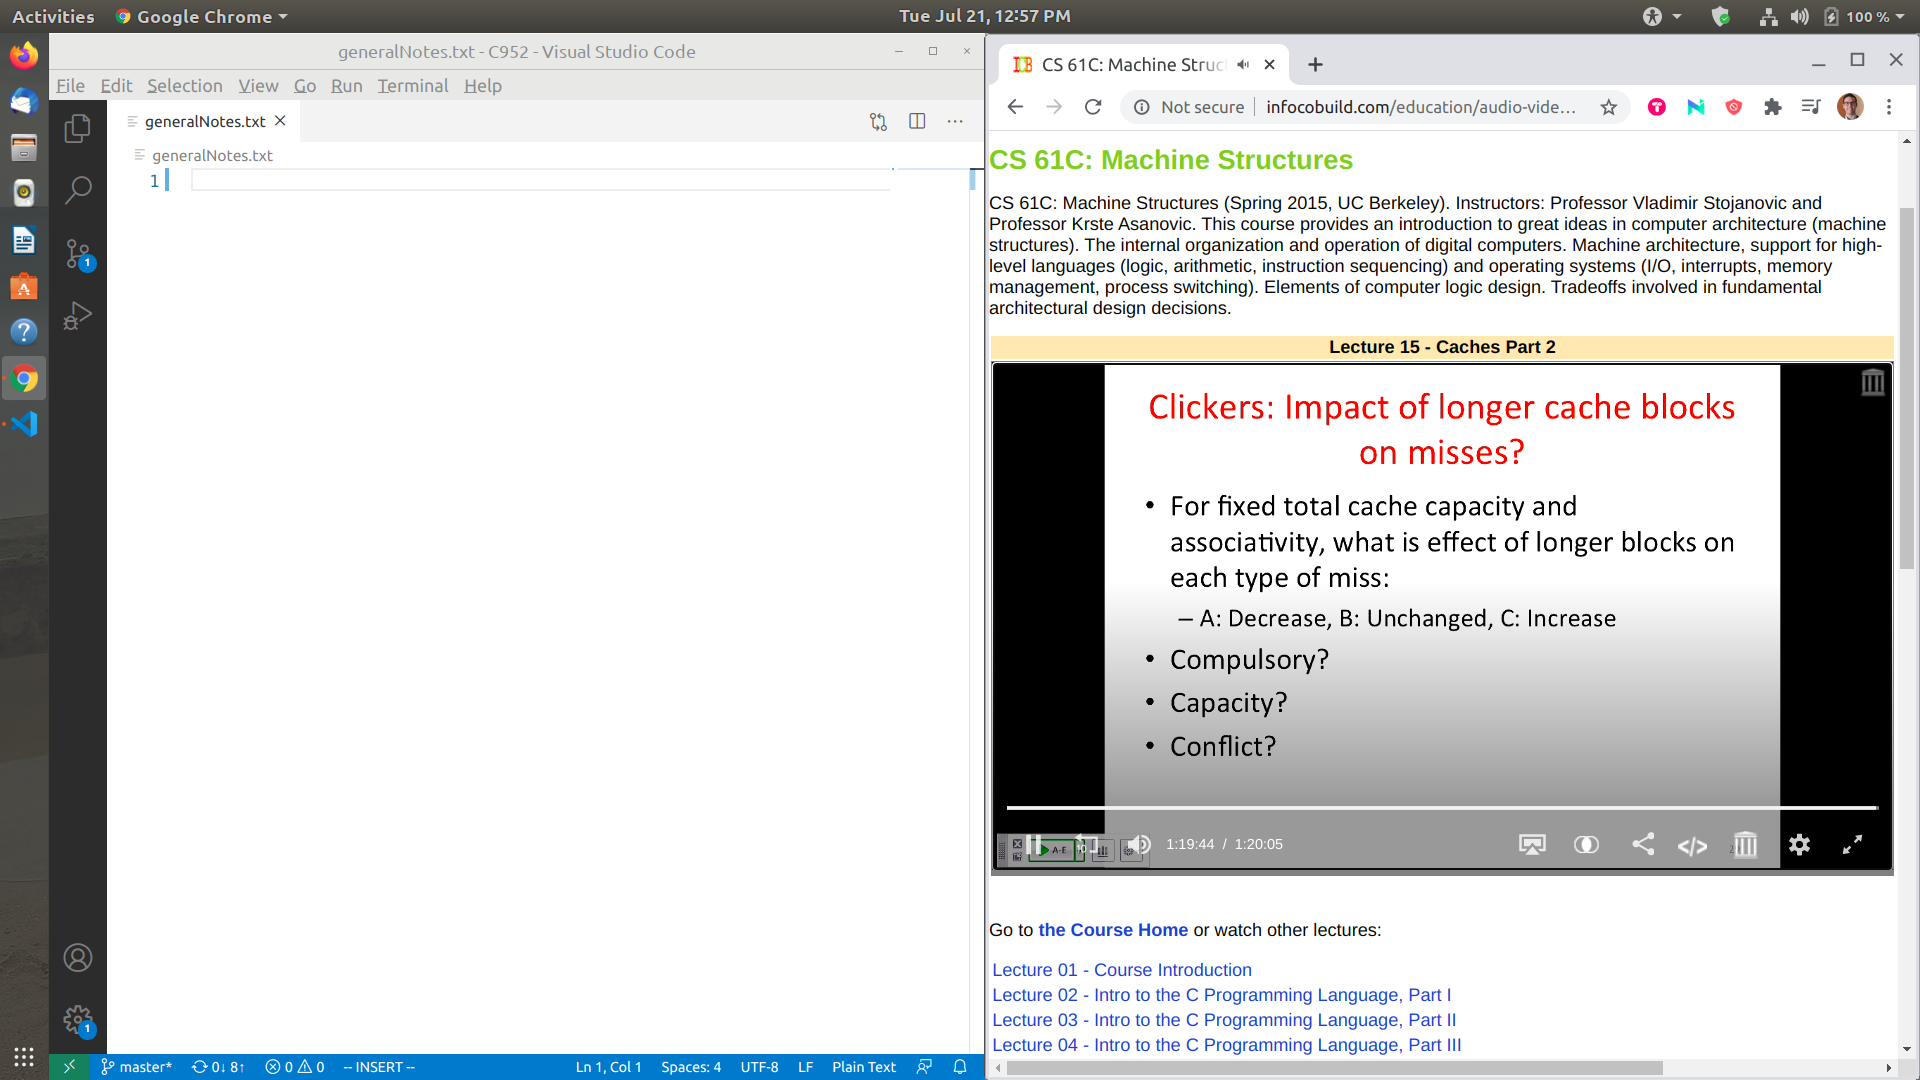 Activities
Google Chrome
Tue Jul 21, 12:57 PM
100 %
generalNotes.txt - C952 - Visual Studio Code
File Edit Selection View Go Run Terminal Help
generalNotes.txt
generalNotes.txt
1
1
1
master* 0↓ 8↑ 0 0 -- INSERT -- Ln 1, Col 1 Spaces: 4 UTF-8 LF Plain Text
CS 61C: Machine Struc
Not secure infocobuild.com/education/audio-vide...
CS 61C: Machine Structures
CS 61C: Machine Structures (Spring 2015, UC Berkeley). Instructors: Professor Vladimir Stojanovic and
Professor Krste Asanovic. This course provides an introduction to great ideas in computer architecture (machine
structures). The internal organization and operation of digital computers. Machine architecture, support for high-
level languages (logic, arithmetic, instruction sequencing) and operating systems (I/O, interrupts, memory
management, process switching). Elements of computer logic design. Tradeoffs involved in fundamental
architectural design decisions.
Lecture 15 - Caches Part 2
Clickers: Impact of longer cache blocks
on misses?
• For fixed total cache capacity and
associativity, what is effect of longer blocks on
each type of miss:
– A: Decrease, B: Unchanged, C: Increase
• Compulsory?
• Capacity?
• Conflict?
A-E
10
1:19:44 / 1:20:05
Go to the Course Home or watch other lectures:
Lecture 01 - Course Introduction
Lecture 02 - Intro to the C Programming Language, Part I
Lecture 03 - Intro to the C Programming Language, Part II
Lecture 04 - Intro to the C Programming Language, Part III